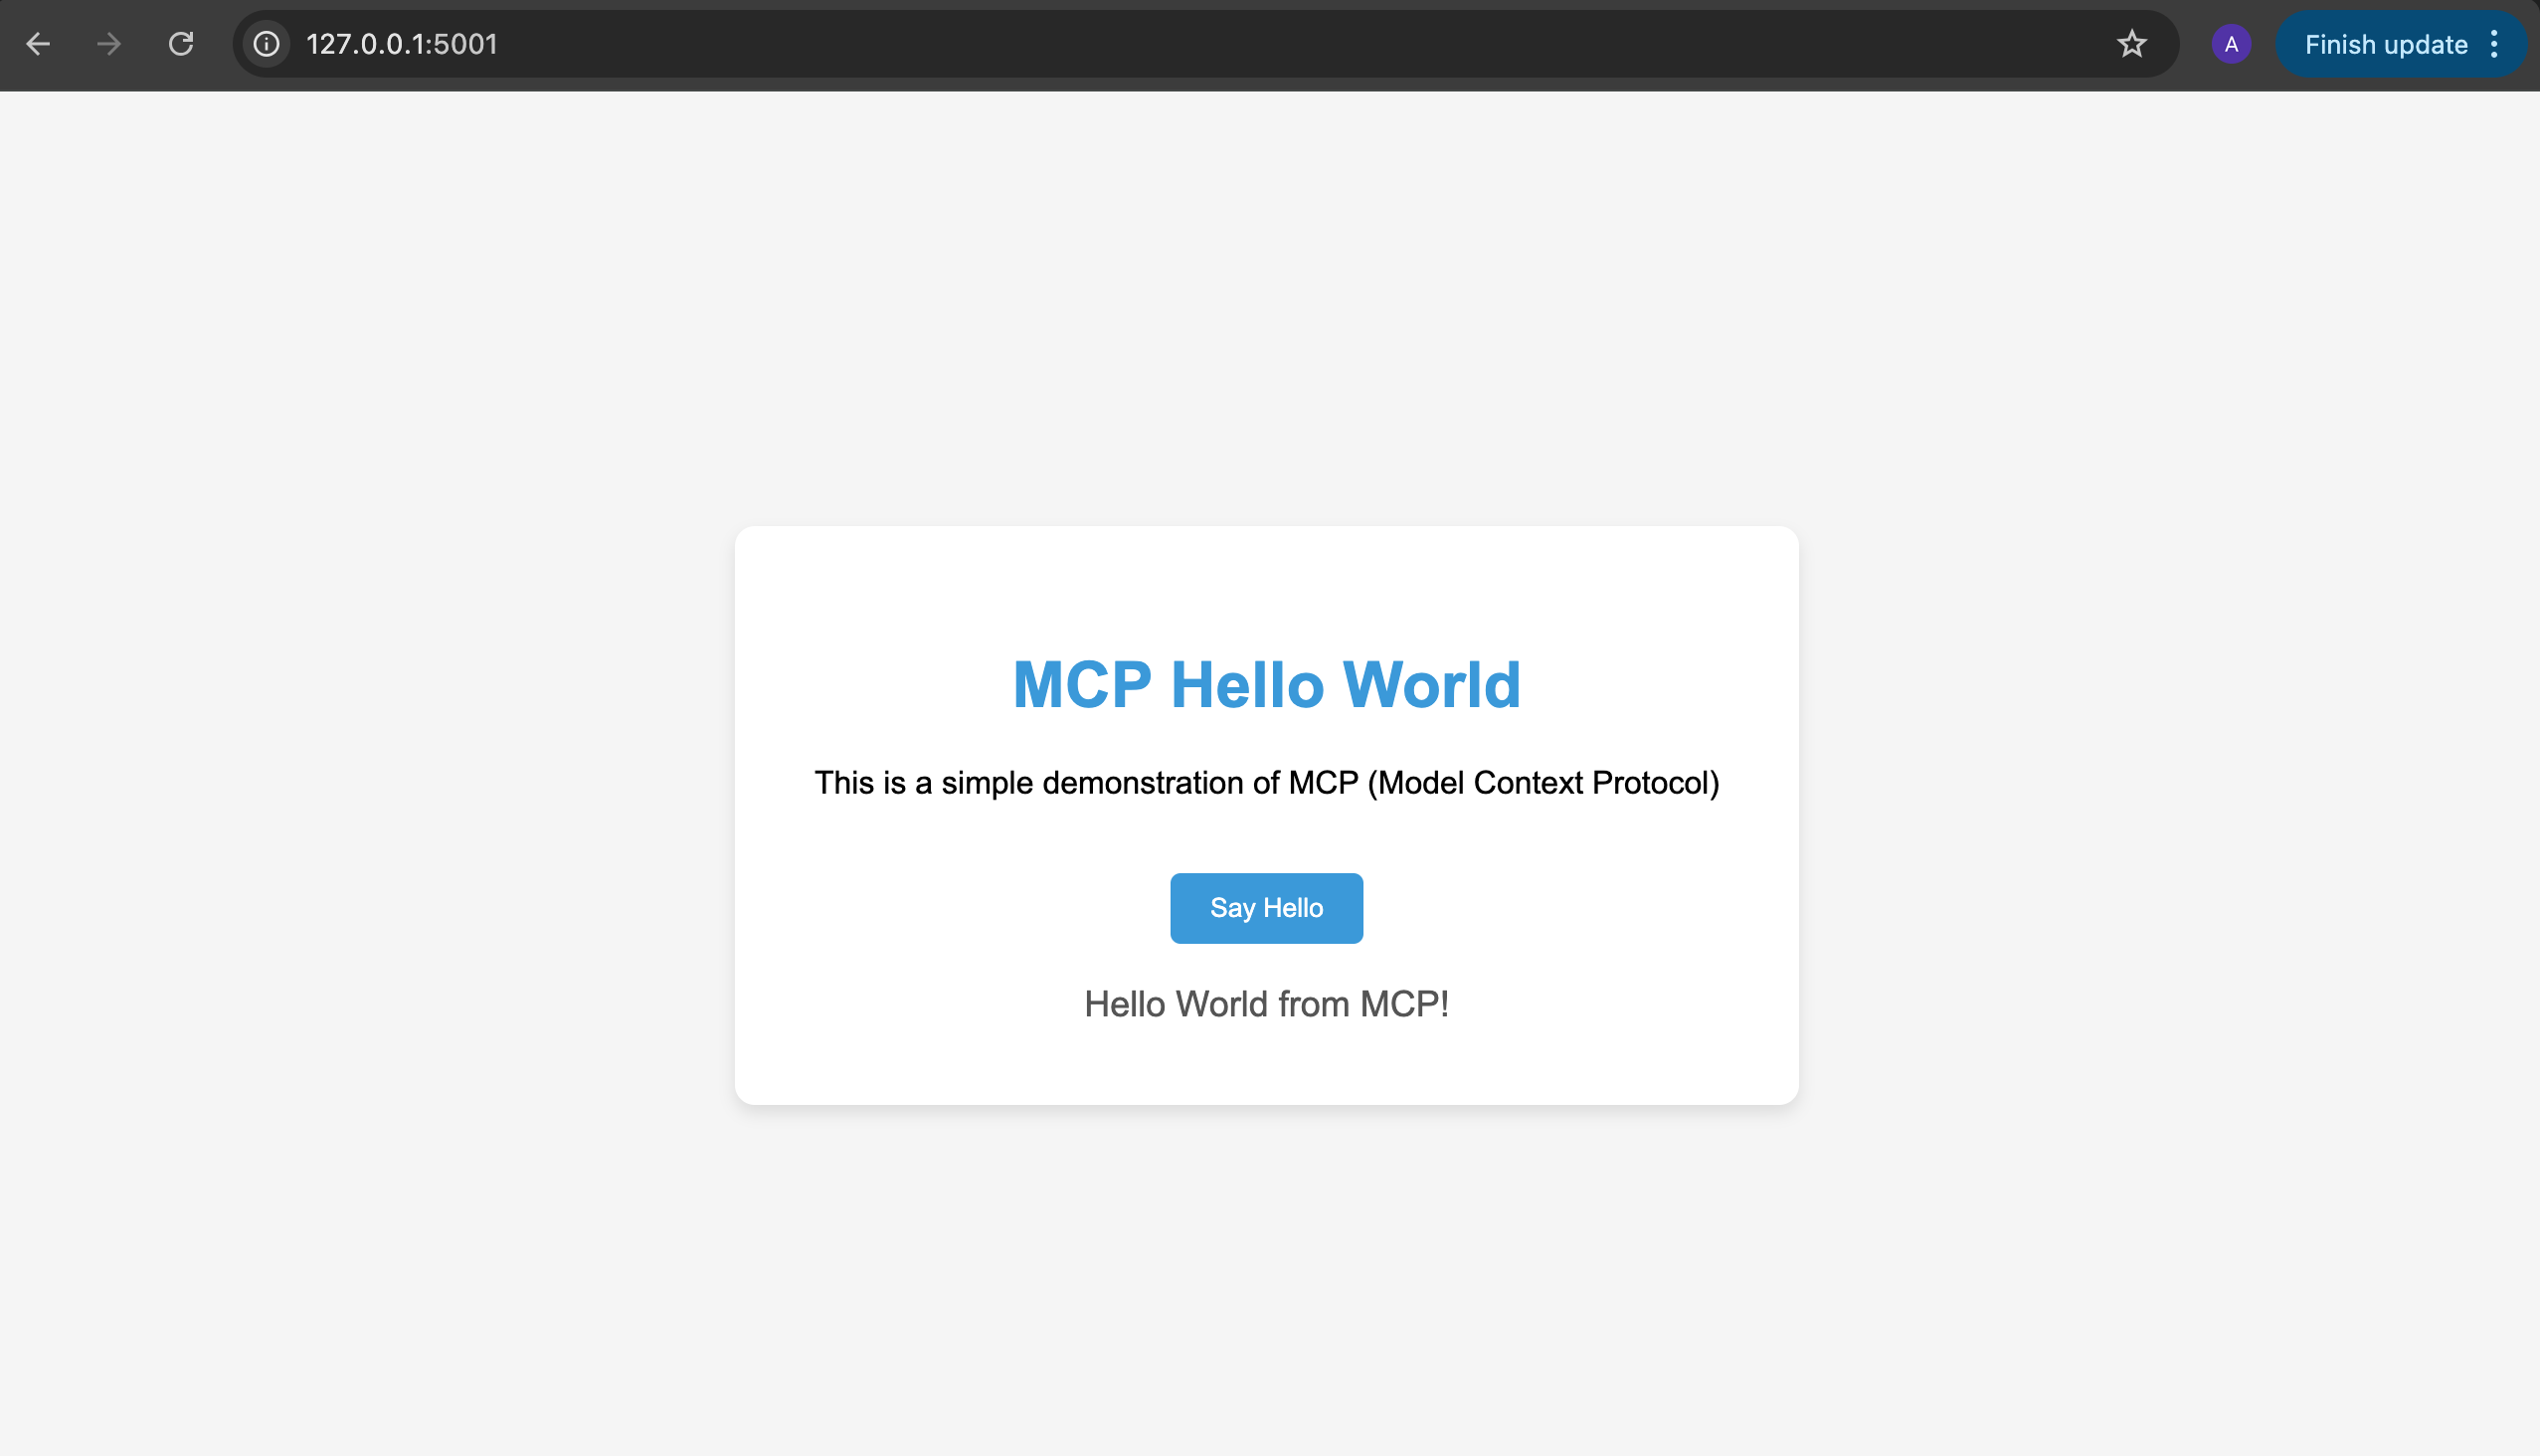 127.0.0.1:5001
A
Finish update
MCP Hello World
This is a simple demonstration of MCP (Model Context Protocol)
Say Hello
Hello World from MCP!